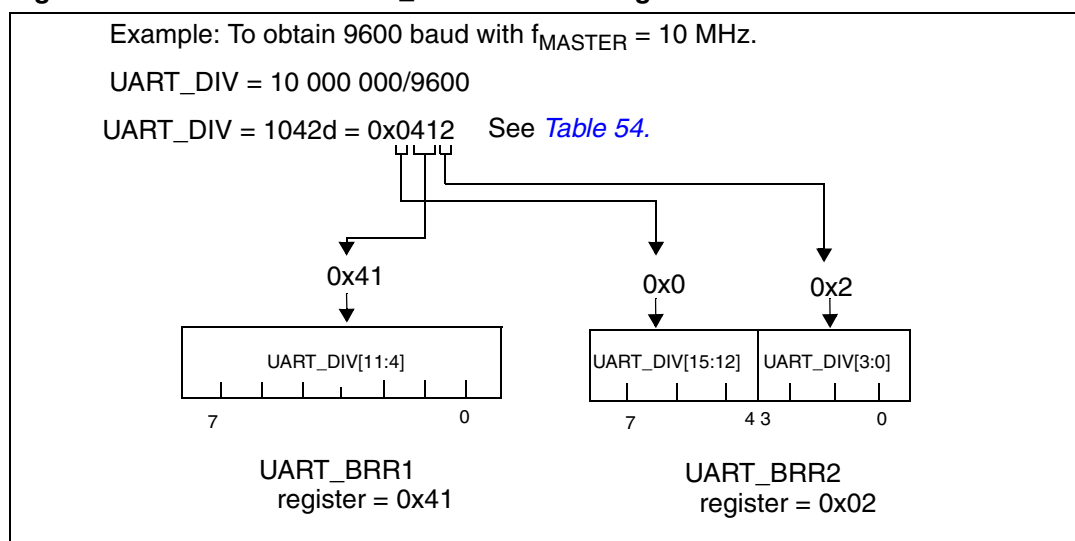 Example: To obtain 9600 baud with fMASTER = 10 MHz.
UART_DIV = 10 000 000/9600
UART_DIV = 1042d = 0x0412 See Table 54.
0x41 0x0 0x2
UART_DIV[11:4] UART_DIV[15:12] UART_DIV[3:0]
7 0 7 4 3 0
UART_BRR1 UART_BRR2
register = 0x41 register = 0x02